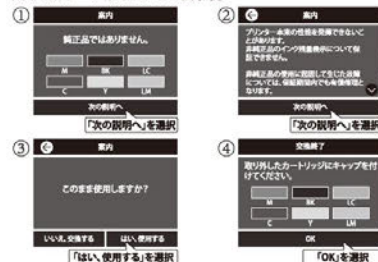 ①
案内
純正品ではありません。
M BK LC
C Y LM
次の説明へ
「次の説明へ」を選択
②
案内
プリンター本来の性能を発揮できないことがあります。
非純正品のインク残量表示について保証できません。
非純正品の使用に起因して生じた故障については、保証期間内でも有償修理となります。
次の説明へ
「次の説明へ」を選択
③
案内
このまま使用しますか?
いいえ、交換する はい、使用する
「はい、使用する」を選択
④
交換終了
取り外したカートリッジにキャップを付けてください。
M BK LC
C Y LM
OK
「OK」を選択